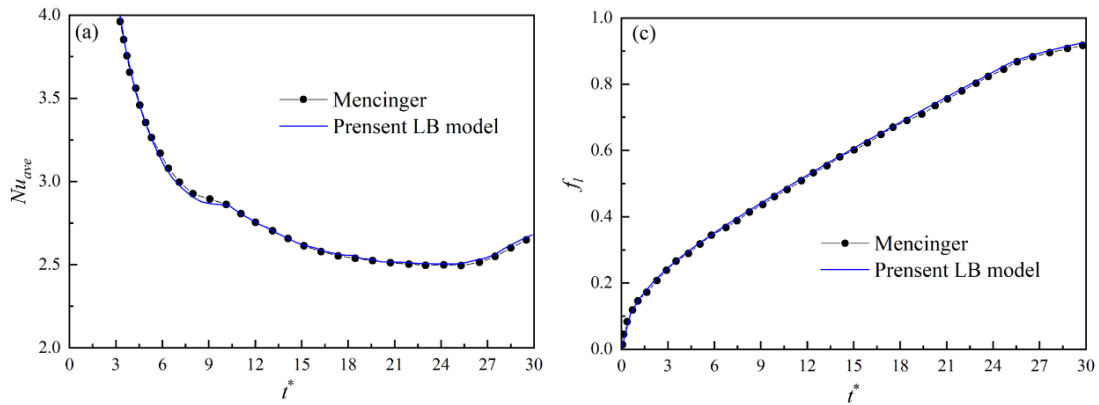 (a)
4.0
3.5
3.0
2.5
2.0
Nu_ave
Mencinger
Prensent LB model
0 3 6 9 12 15 18 21 24 27 30
t*
(c)
1.0
0.8
0.6
0.4
0.2
0.0
f_l
Mencinger
Prensent LB model
0 3 6 9 12 15 18 21 24 27 30
t*